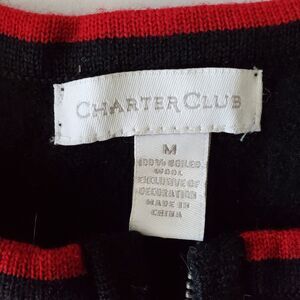 CHARTER CLUB
M
100% BOILED
WOOL
EXCLUSIVE OF
DECORATION
MADE IN
CHINA